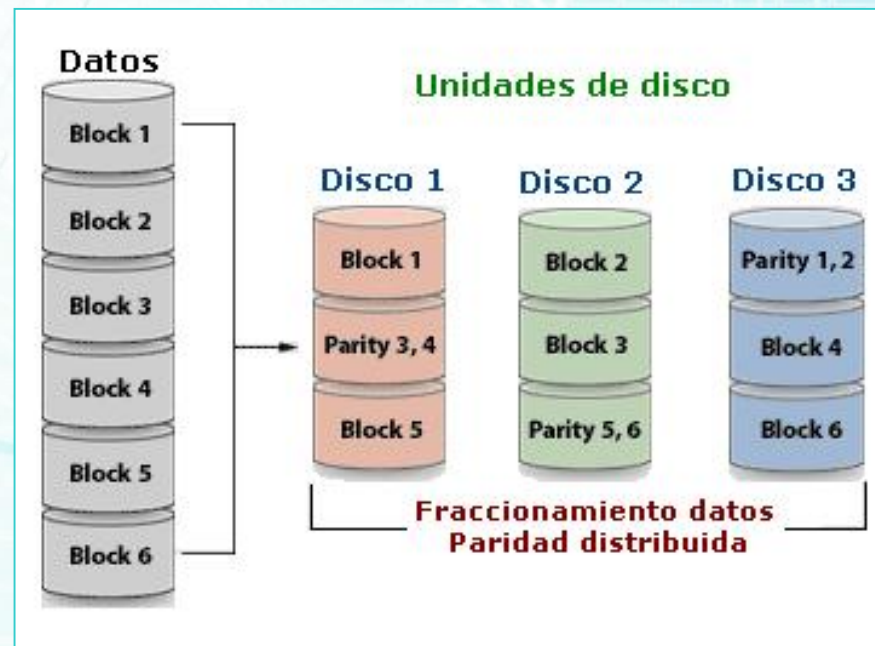 Datos
Unidades de disco
Block 1
Block 2
Block 3
Block 4
Block 5
Block 6
Disco 1
Block 1
Parity 3, 4
Block 5
Disco 2
Block 2
Block 3
Parity 5, 6
Disco 3
Parity 1, 2
Block 4
Block 6
Fraccionamiento datos
Paridad distribuida